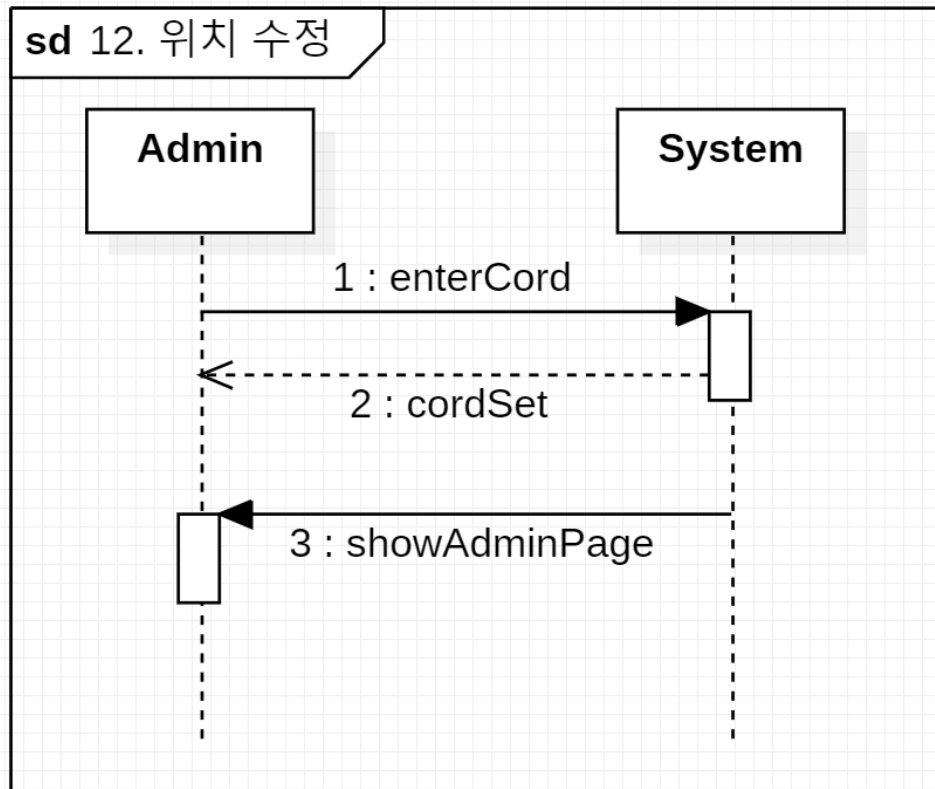 sd 12. 위치 수정
Admin
System
1 : enterCord
2 : cordSet
3 : showAdminPage